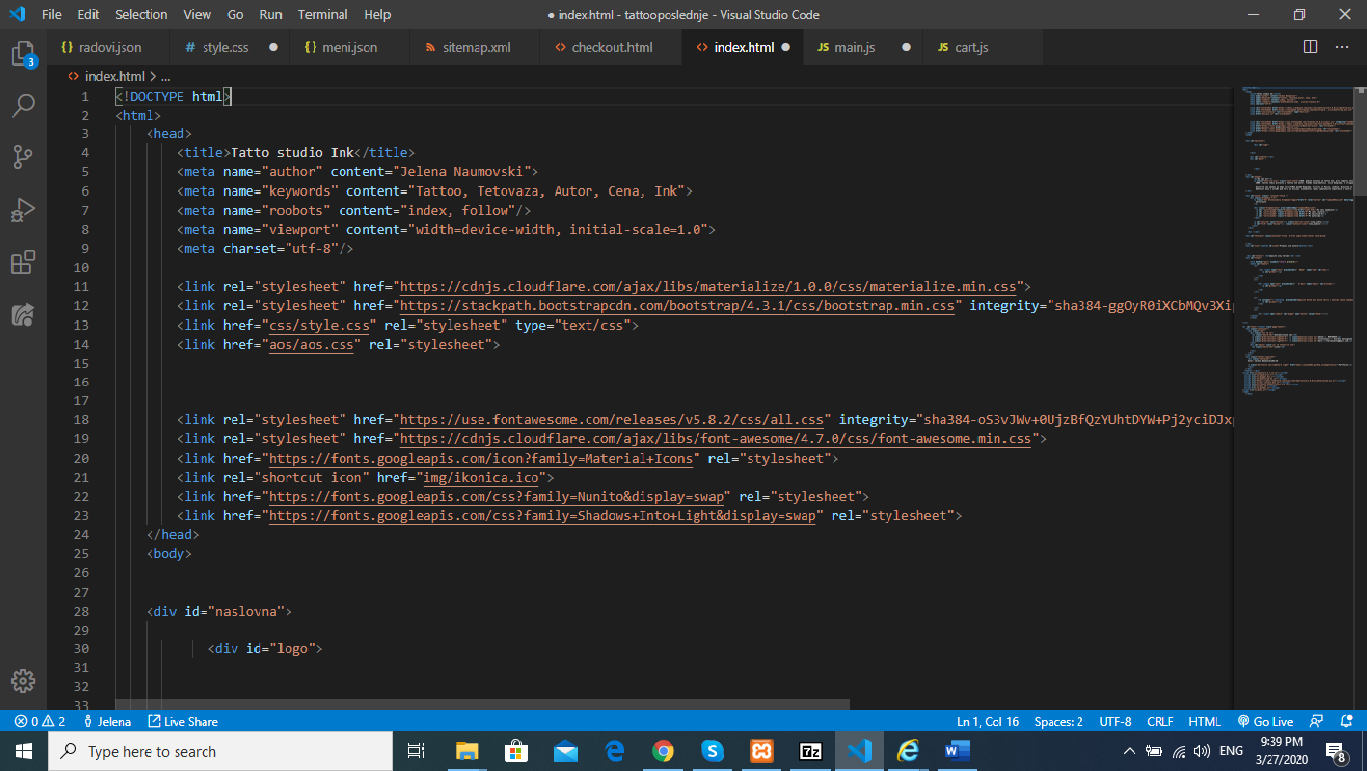 File Edit Selection View Go Run Terminal Help
● index.html - tattoo poslednje - Visual Studio Code
3
{} radovi.json
# style.css ●
{} meni.json
sitemap.xml
<> checkout.html
<> index.html ●
JS main.js ●
JS cart.js
...
<> index.html > ...
1 <!DOCTYPE html>
2 <html>
3 <head>
4 <title>Tatto studio Ink</title>
5 <meta name="author" content="Jelena Naumovski">
6 <meta name="keywords" content="Tattoo, Tetovaza, Autor, Cena, Ink">
7 <meta name="roobots" content="index, follow"/>
8 <meta name="viewport" content="width=device-width, initial-scale=1.0">
9 <meta charset="utf-8"/>
10
11 <link rel="stylesheet" href="https://cdnjs.cloudflare.com/ajax/libs/materialize/1.0.0/css/materialize.min.css">
12 <link rel="stylesheet" href="https://stackpath.bootstrapcdn.com/bootstrap/4.3.1/css/bootstrap.min.css" integrity="sha384-ggOyR0iXCbMQv3Xip
13 <link href="css/style.css" rel="stylesheet" type="text/css">
14 <link href="aos/aos.css" rel="stylesheet">
15
16
17
18 <link rel="stylesheet" href="https://use.fontawesome.com/releases/v5.8.2/css/all.css" integrity="sha384-oS3vJWv+0UjzBfQzYUhtDYW+Pj2yciDJxp
19 <link rel="stylesheet" href="https://cdnjs.cloudflare.com/ajax/libs/font-awesome/4.7.0/css/font-awesome.min.css">
20 <link href="https://fonts.googleapis.com/icon?family=Material+Icons" rel="stylesheet">
21 <link rel="shortcut icon" href="img/ikonica.ico">
22 <link href="https://fonts.googleapis.com/css?family=Nunito&display=swap" rel="stylesheet">
23 <link href="https://fonts.googleapis.com/css?family=Shadows+Into+Light&display=swap" rel="stylesheet">
24 </head>
25 <body>
26
27
28 <div id="naslovna">
29
30 <div id="logo">
31
32
33
0 2 Jelena Live Share
Ln 1, Col 16 Spaces: 2 UTF-8 CRLF HTML Go Live
Type here to search
7z
W
ENG
9:39 PM
3/27/2020
8